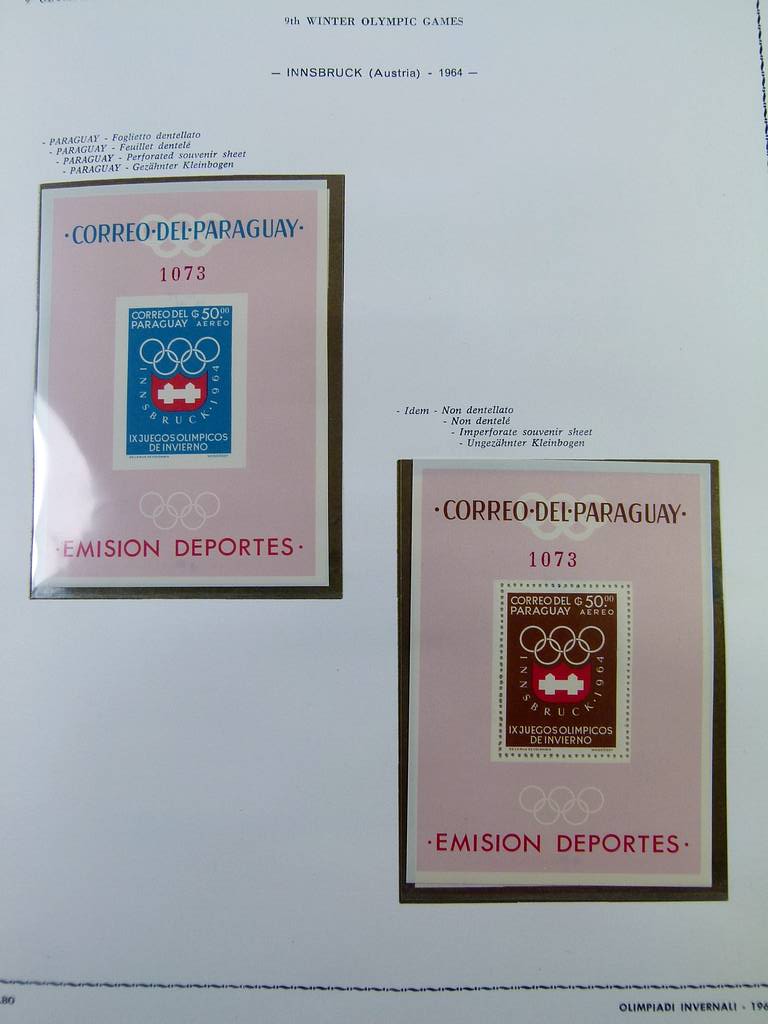 9th WINTER OLYMPIC GAMES
— INNSBRUCK (Austria) - 1964 —
- PARAGUAY - Foglietto dentellato
- PARAGUAY - Feuillet dentelé
- PARAGUAY - Perforated souvenir sheet
- PARAGUAY - Gezähnter Kleinbogen
·CORREO·DEL·PARAGUAY·
1073
CORREO DEL ₲ 50.00
PARAGUAY AEREO
INNSBRUCK·1964
IX JUEGOS OLIMPICOS
DE INVIERNO
·EMISION DEPORTES·
- Idem - Non dentellato
- Non dentelé
- Imperforate souvenir sheet
- Ungezähnter Kleinbogen
·CORREO·DEL·PARAGUAY·
1073
CORREO DEL ₲ 50.00
PARAGUAY AEREO
INNSBRUCK·1964
IX JUEGOS OLIMPICOS
DE INVIERNO
·EMISION DEPORTES·
.80
OLIMPIADI INVERNALI - 196